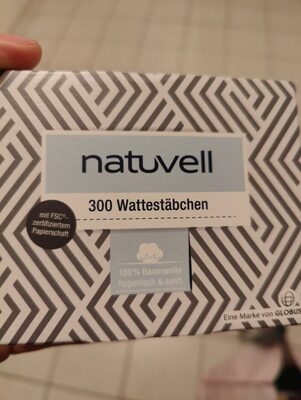 natuvell
300 Wattestäbchen
mit FSC®-
zertifiziertem
Papierschaft
100% Baumwolle
hygienisch & sanft
Eine Marke von GLOBUS